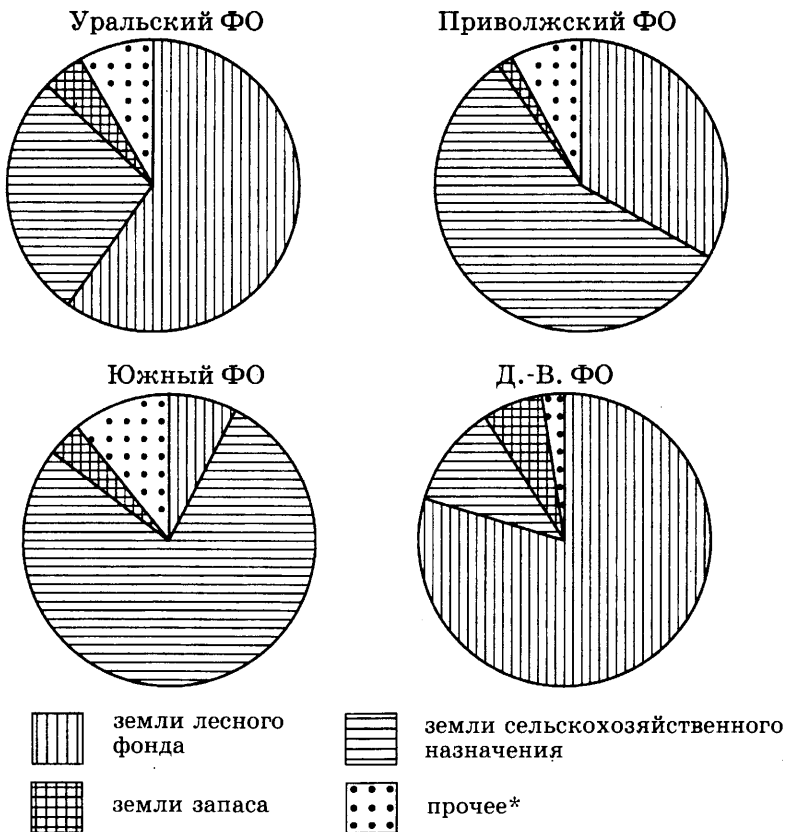 Уральский ФО
Приволжский ФО
Южный ФО
Д.-В. ФО
земли лесного
фонда
земли сельскохозяйственного
назначения
земли запаса
прочее*